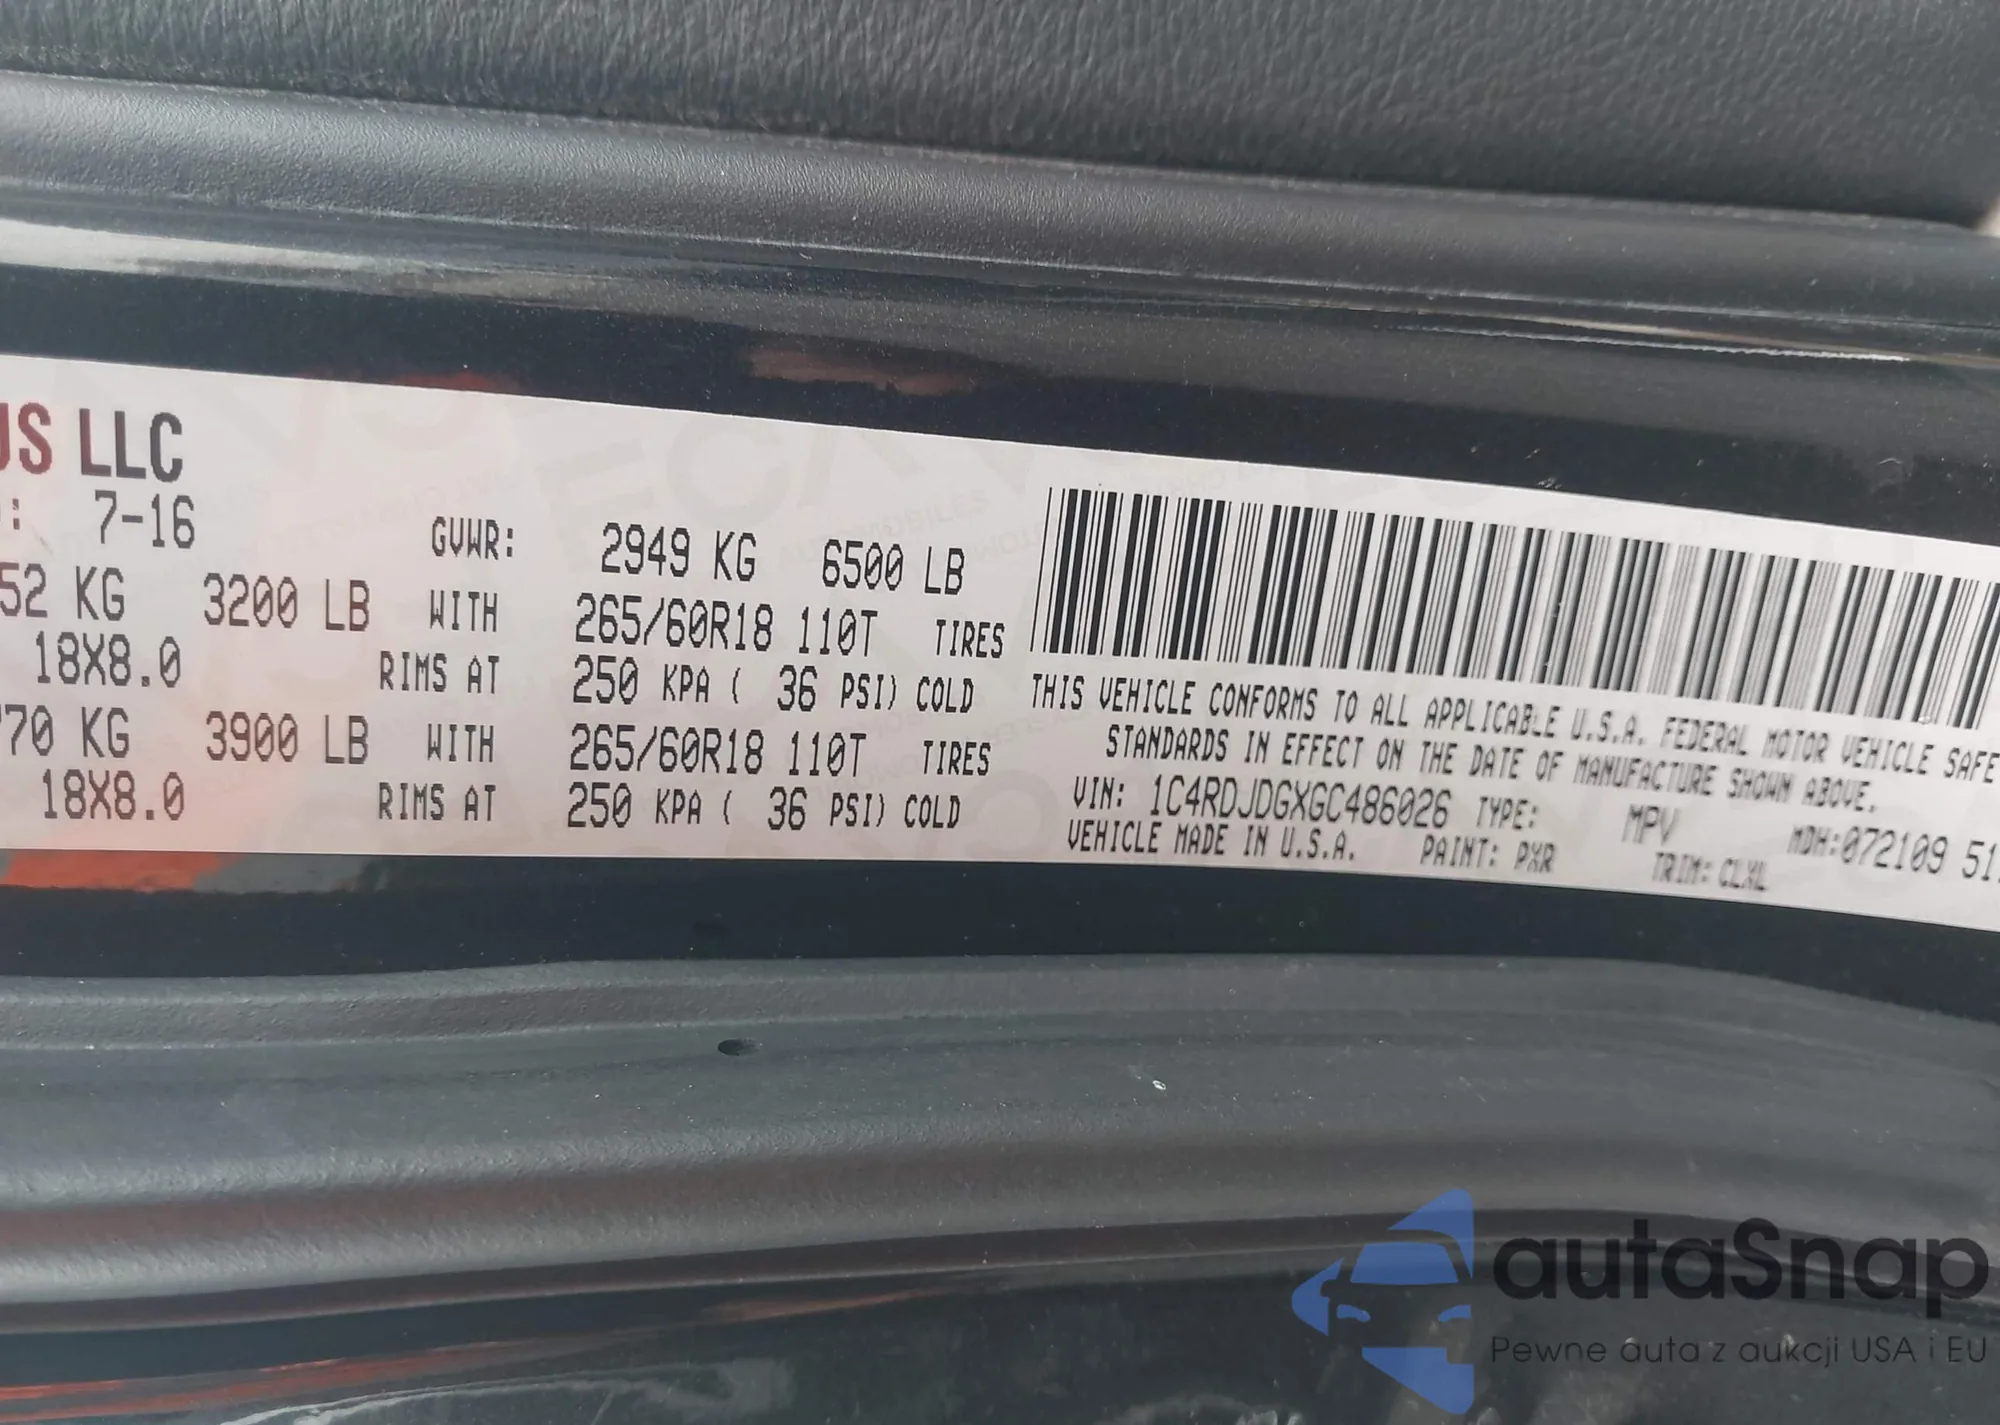 US LLC
: 7-16 GVWR: 2949 KG 6500 LB
52 KG 3200 LB WITH 265/60R18 110T TIRES
18X8.0 RIMS AT 250 KPA ( 36 PSI) COLD
70 KG 3900 LB WITH 265/60R18 110T TIRES
18X8.0 RIMS AT 250 KPA ( 36 PSI) COLD
THIS VEHICLE CONFORMS TO ALL APPLICABLE U.S.A. FEDERAL MOTOR VEHICLE SAFE
STANDARDS IN EFFECT ON THE DATE OF MANUFACTURE SHOWN ABOVE.
VIN: 1C4RDJDGXGC486026 TYPE: MPV MDH:072109 51
VEHICLE MADE IN U.S.A. PAINT: PXR TRIM: CLXL
autaSnap
Pewne auta z aukcji USA i EU